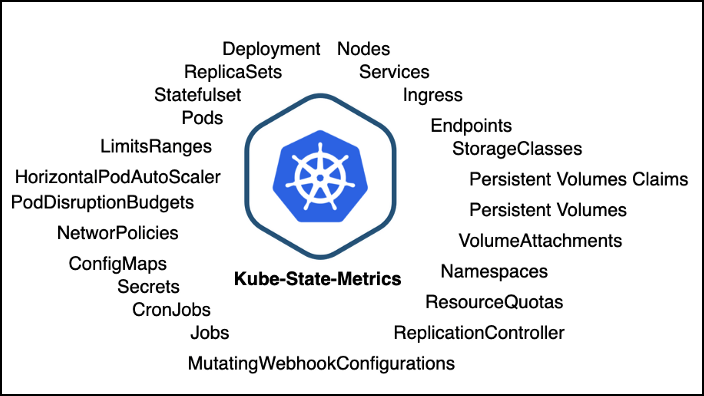 Deployment Nodes
ReplicaSets Services
Statefulset Ingress
Pods
Endpoints
LimitsRanges
StorageClasses
HorizontalPodAutoScaler
Persistent Volumes Claims
PodDisruptionBudgets
Persistent Volumes
NetworPolicies
VolumeAttachments
ConfigMaps
Namespaces
Kube-State-Metrics
Secrets
ResourceQuotas
CronJobs
Jobs
ReplicationController
MutatingWebhookConfigurations